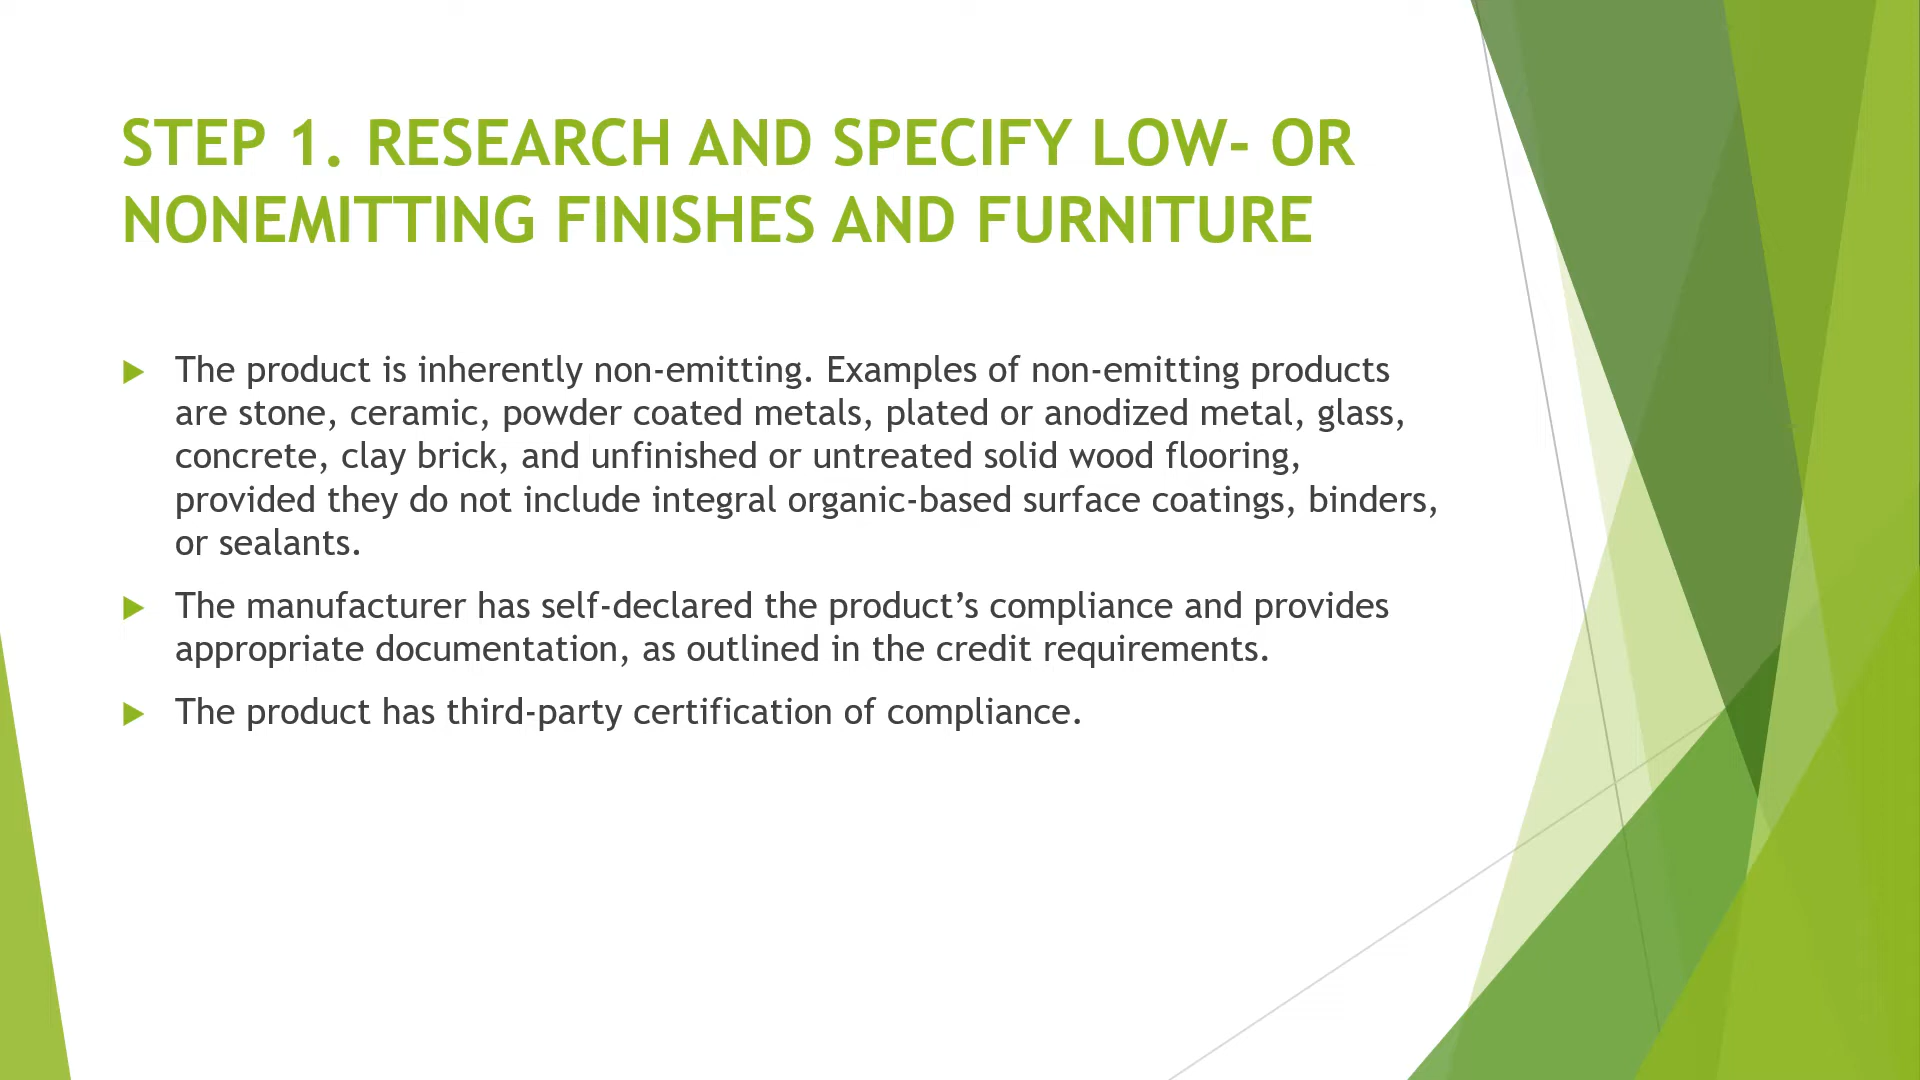 STEP 1. RESEARCH AND SPECIFY LOW- OR
NONEMITTING FINISHES AND FURNITURE
The product is inherently non-emitting. Examples of non-emitting products
are stone, ceramic, powder coated metals, plated or anodized metal, glass,
concrete, clay brick, and unfinished or untreated solid wood flooring,
provided they do not include integral organic-based surface coatings, binders,
or sealants.
The manufacturer has self-declared the product’s compliance and provides
appropriate documentation, as outlined in the credit requirements.
The product has third-party certification of compliance.